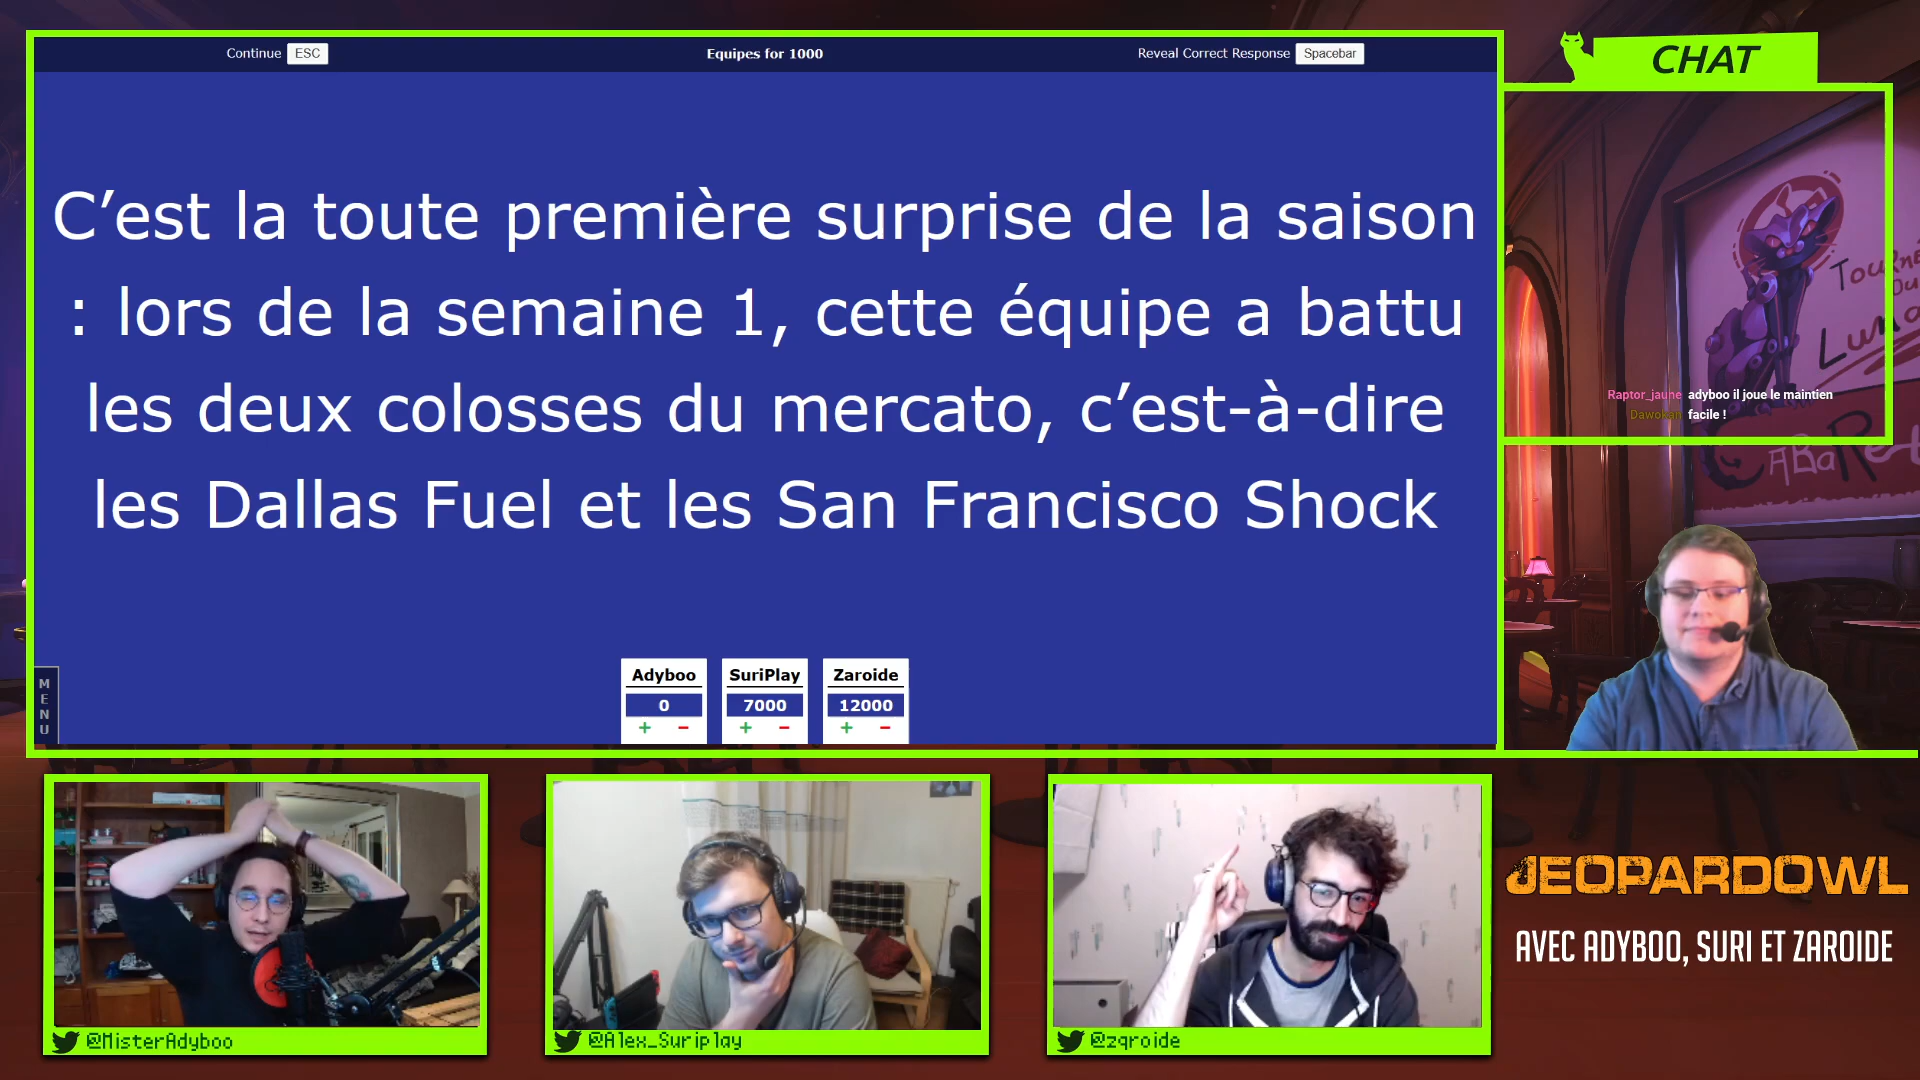 Continue ESC
Equipes for 1000
Reveal Correct Response Spacebar
CHAT
C’est la toute première surprise de la saison
: lors de la semaine 1, cette équipe a battu
les deux colosses du mercato, c’est-à-dire
les Dallas Fuel et les San Francisco Shock
Raptor_jaune adyboo il joue le maintien
facile !
MENU
Adyboo
0
+ −
SuriPlay
7000
+ −
Zaroide
12000
+ −
JEOPARDOWL
AVEC ADYBOO, SURI ET ZAROIDE
@MisterAdyboo
@Alex_Suriplay
@zqroide